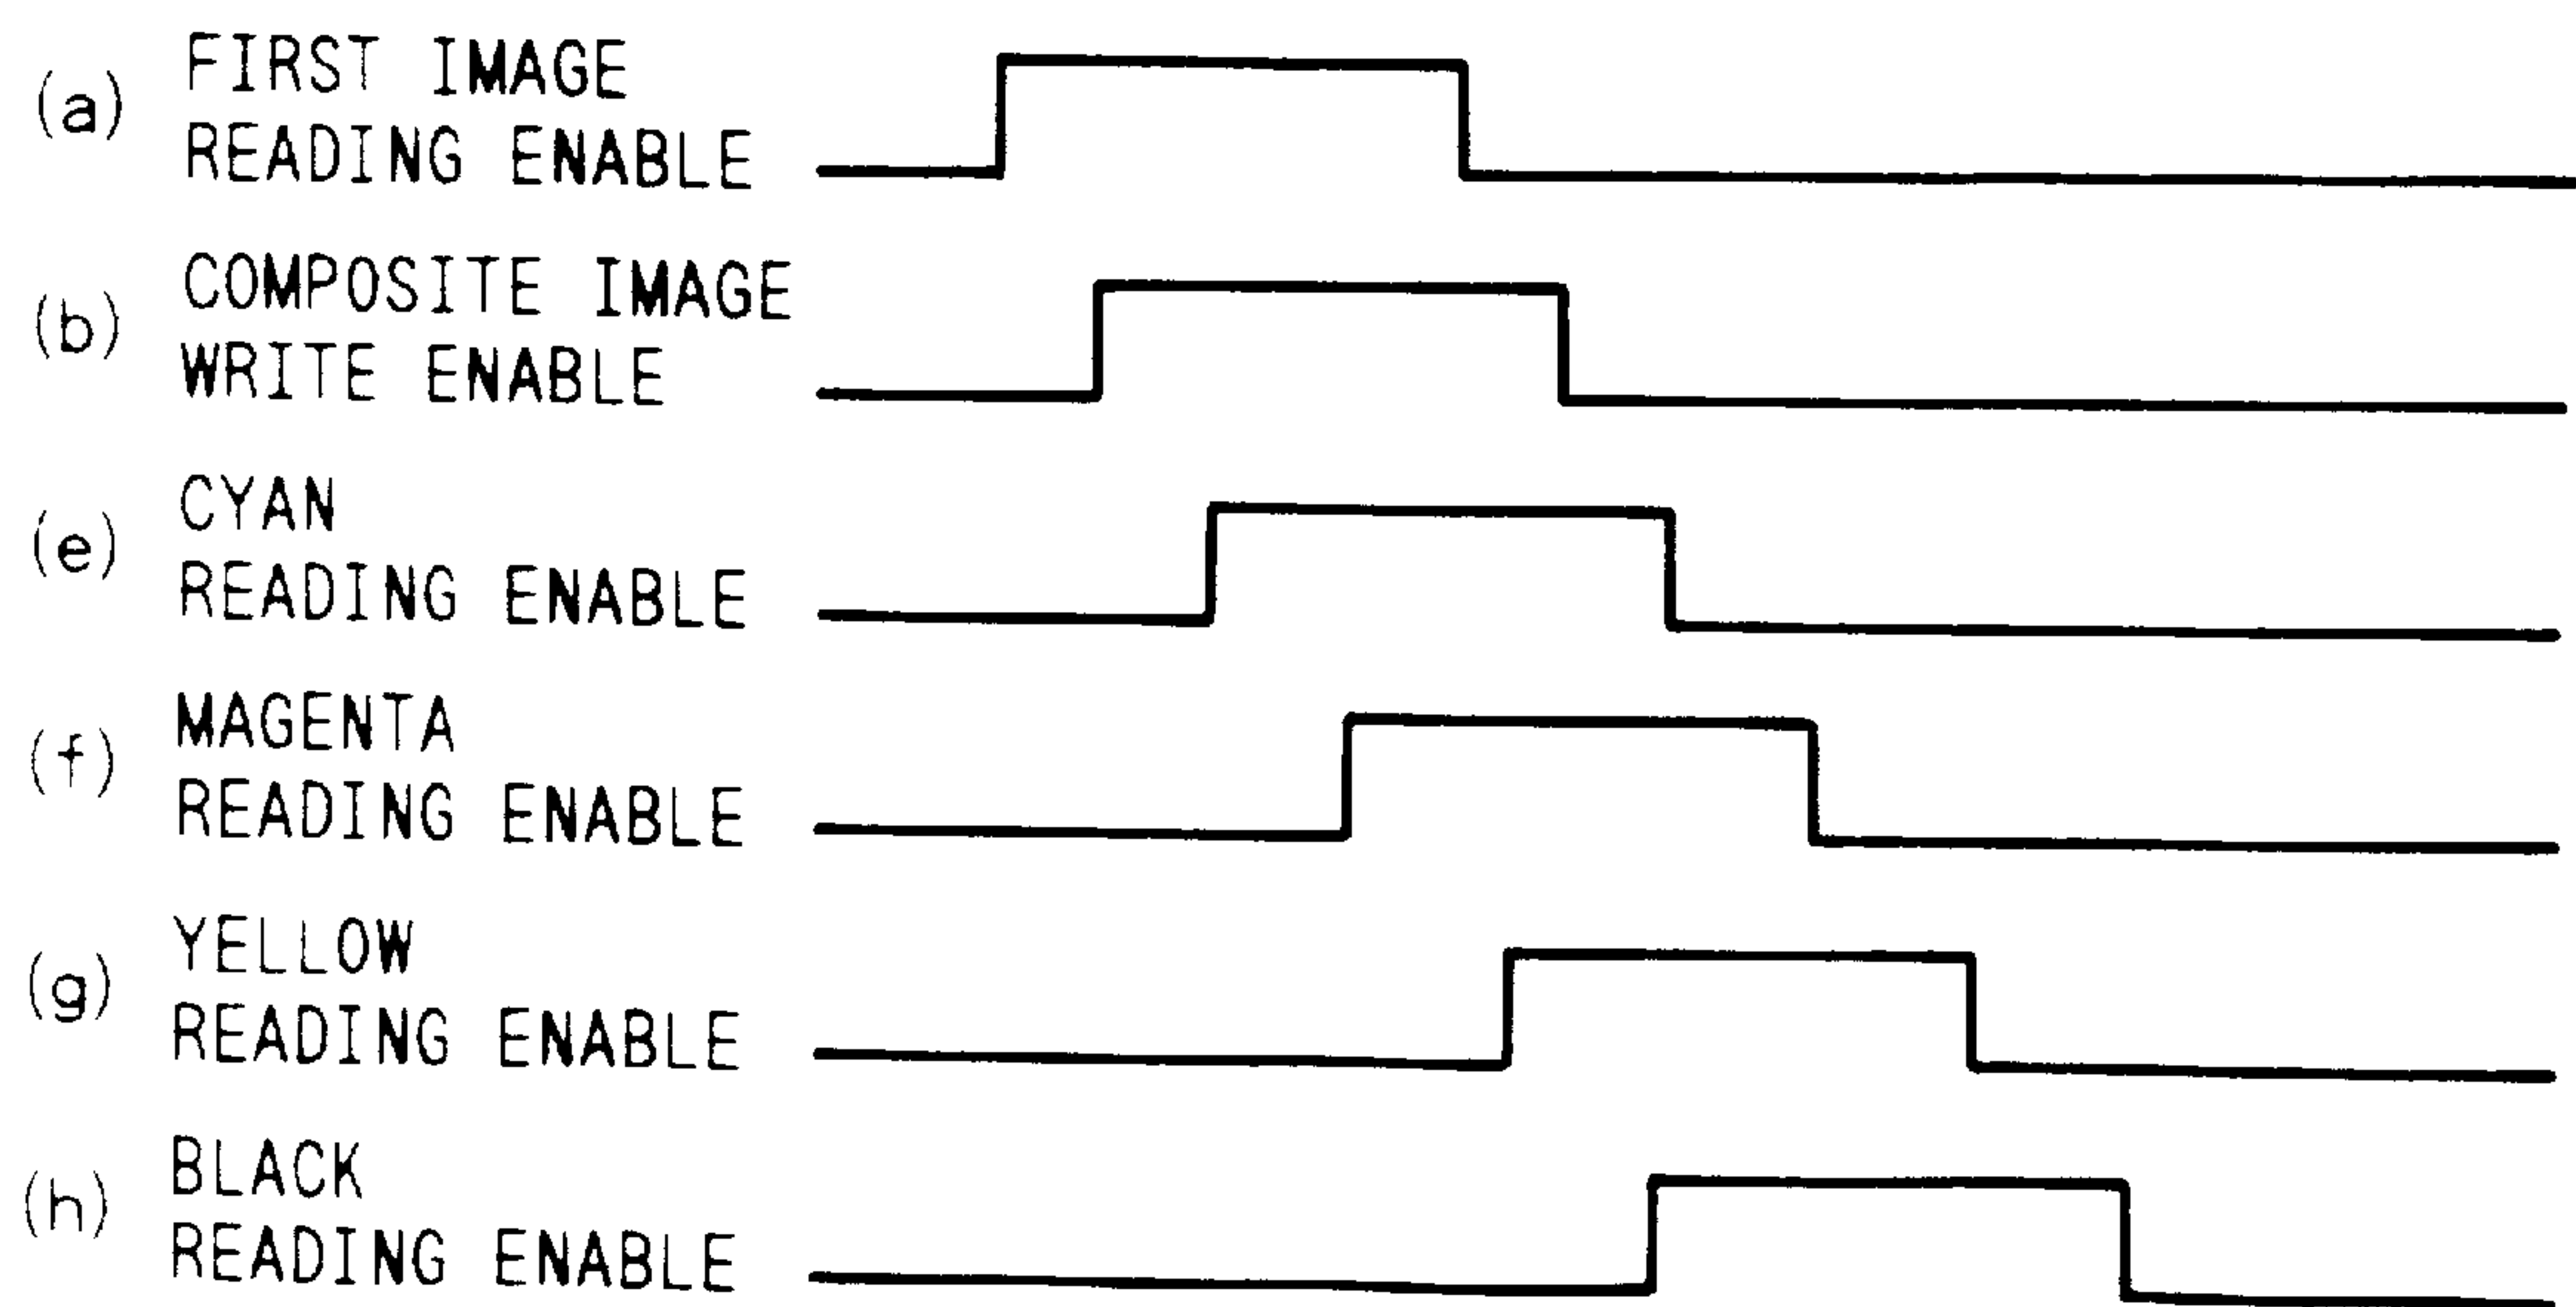 (a) FIRST IMAGE
READING ENABLE
(b) COMPOSITE IMAGE
WRITE ENABLE
(e) CYAN
READING ENABLE
(f) MAGENTA
READING ENABLE
(g) YELLOW
READING ENABLE
(h) BLACK
READING ENABLE